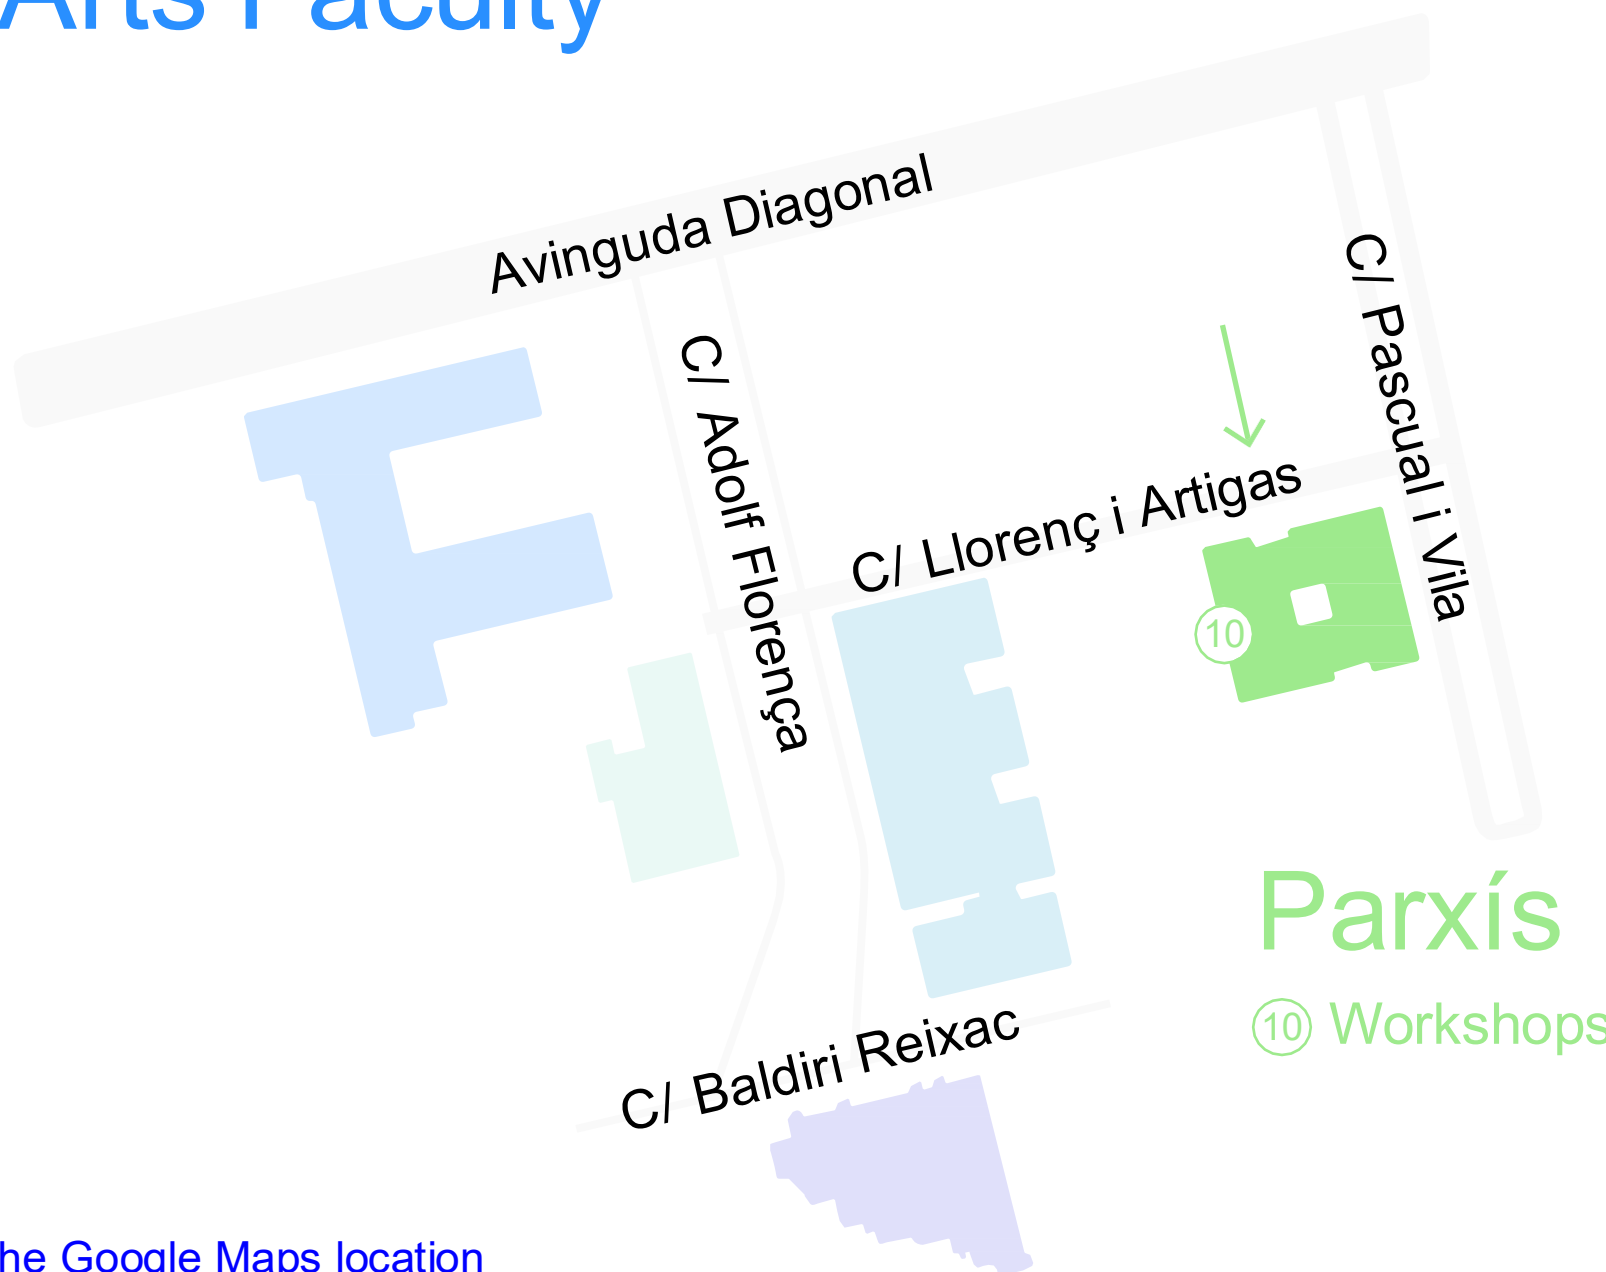 Arts Faculty
Avinguda Diagonal
C/ Pascual i Vila
C/ Adolf Florença
C/ Llorenç i Artigas
10
Parxís
10 Workshops
C/ Baldiri Reixac
he Google Maps location